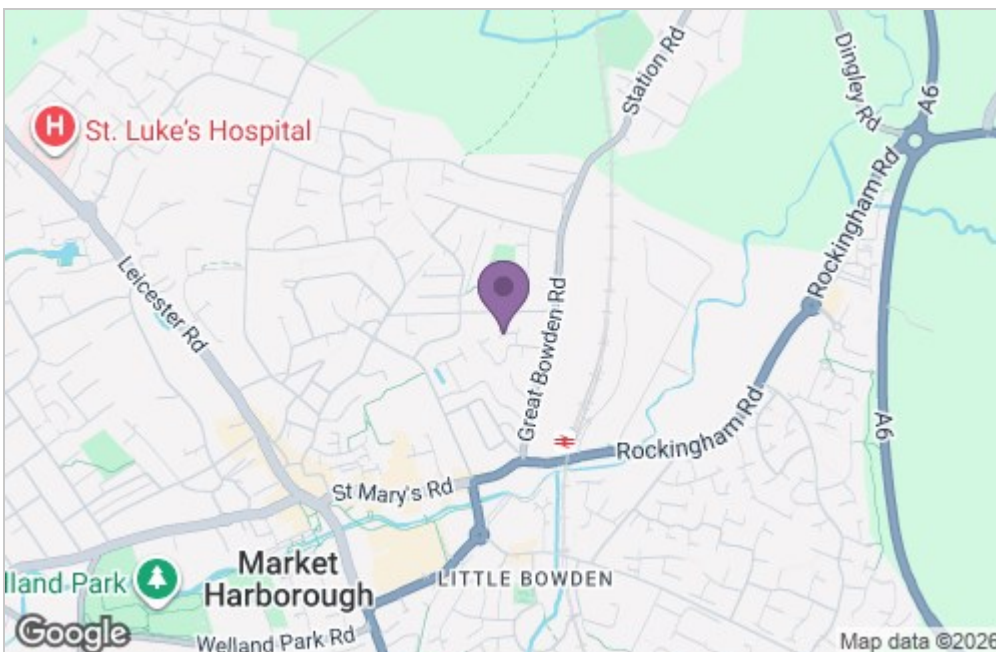 Station Rd
Dingley Rd
A6
H
St. Luke's Hospital
Rockingham Rd
Leicester Rd
Great Bowden Rd
Rockingham Rd
A6
St Mary's Rd
Market
Harborough
LITTLE BOWDEN
lland Park
Welland Park Rd
Google
Map data ©2026